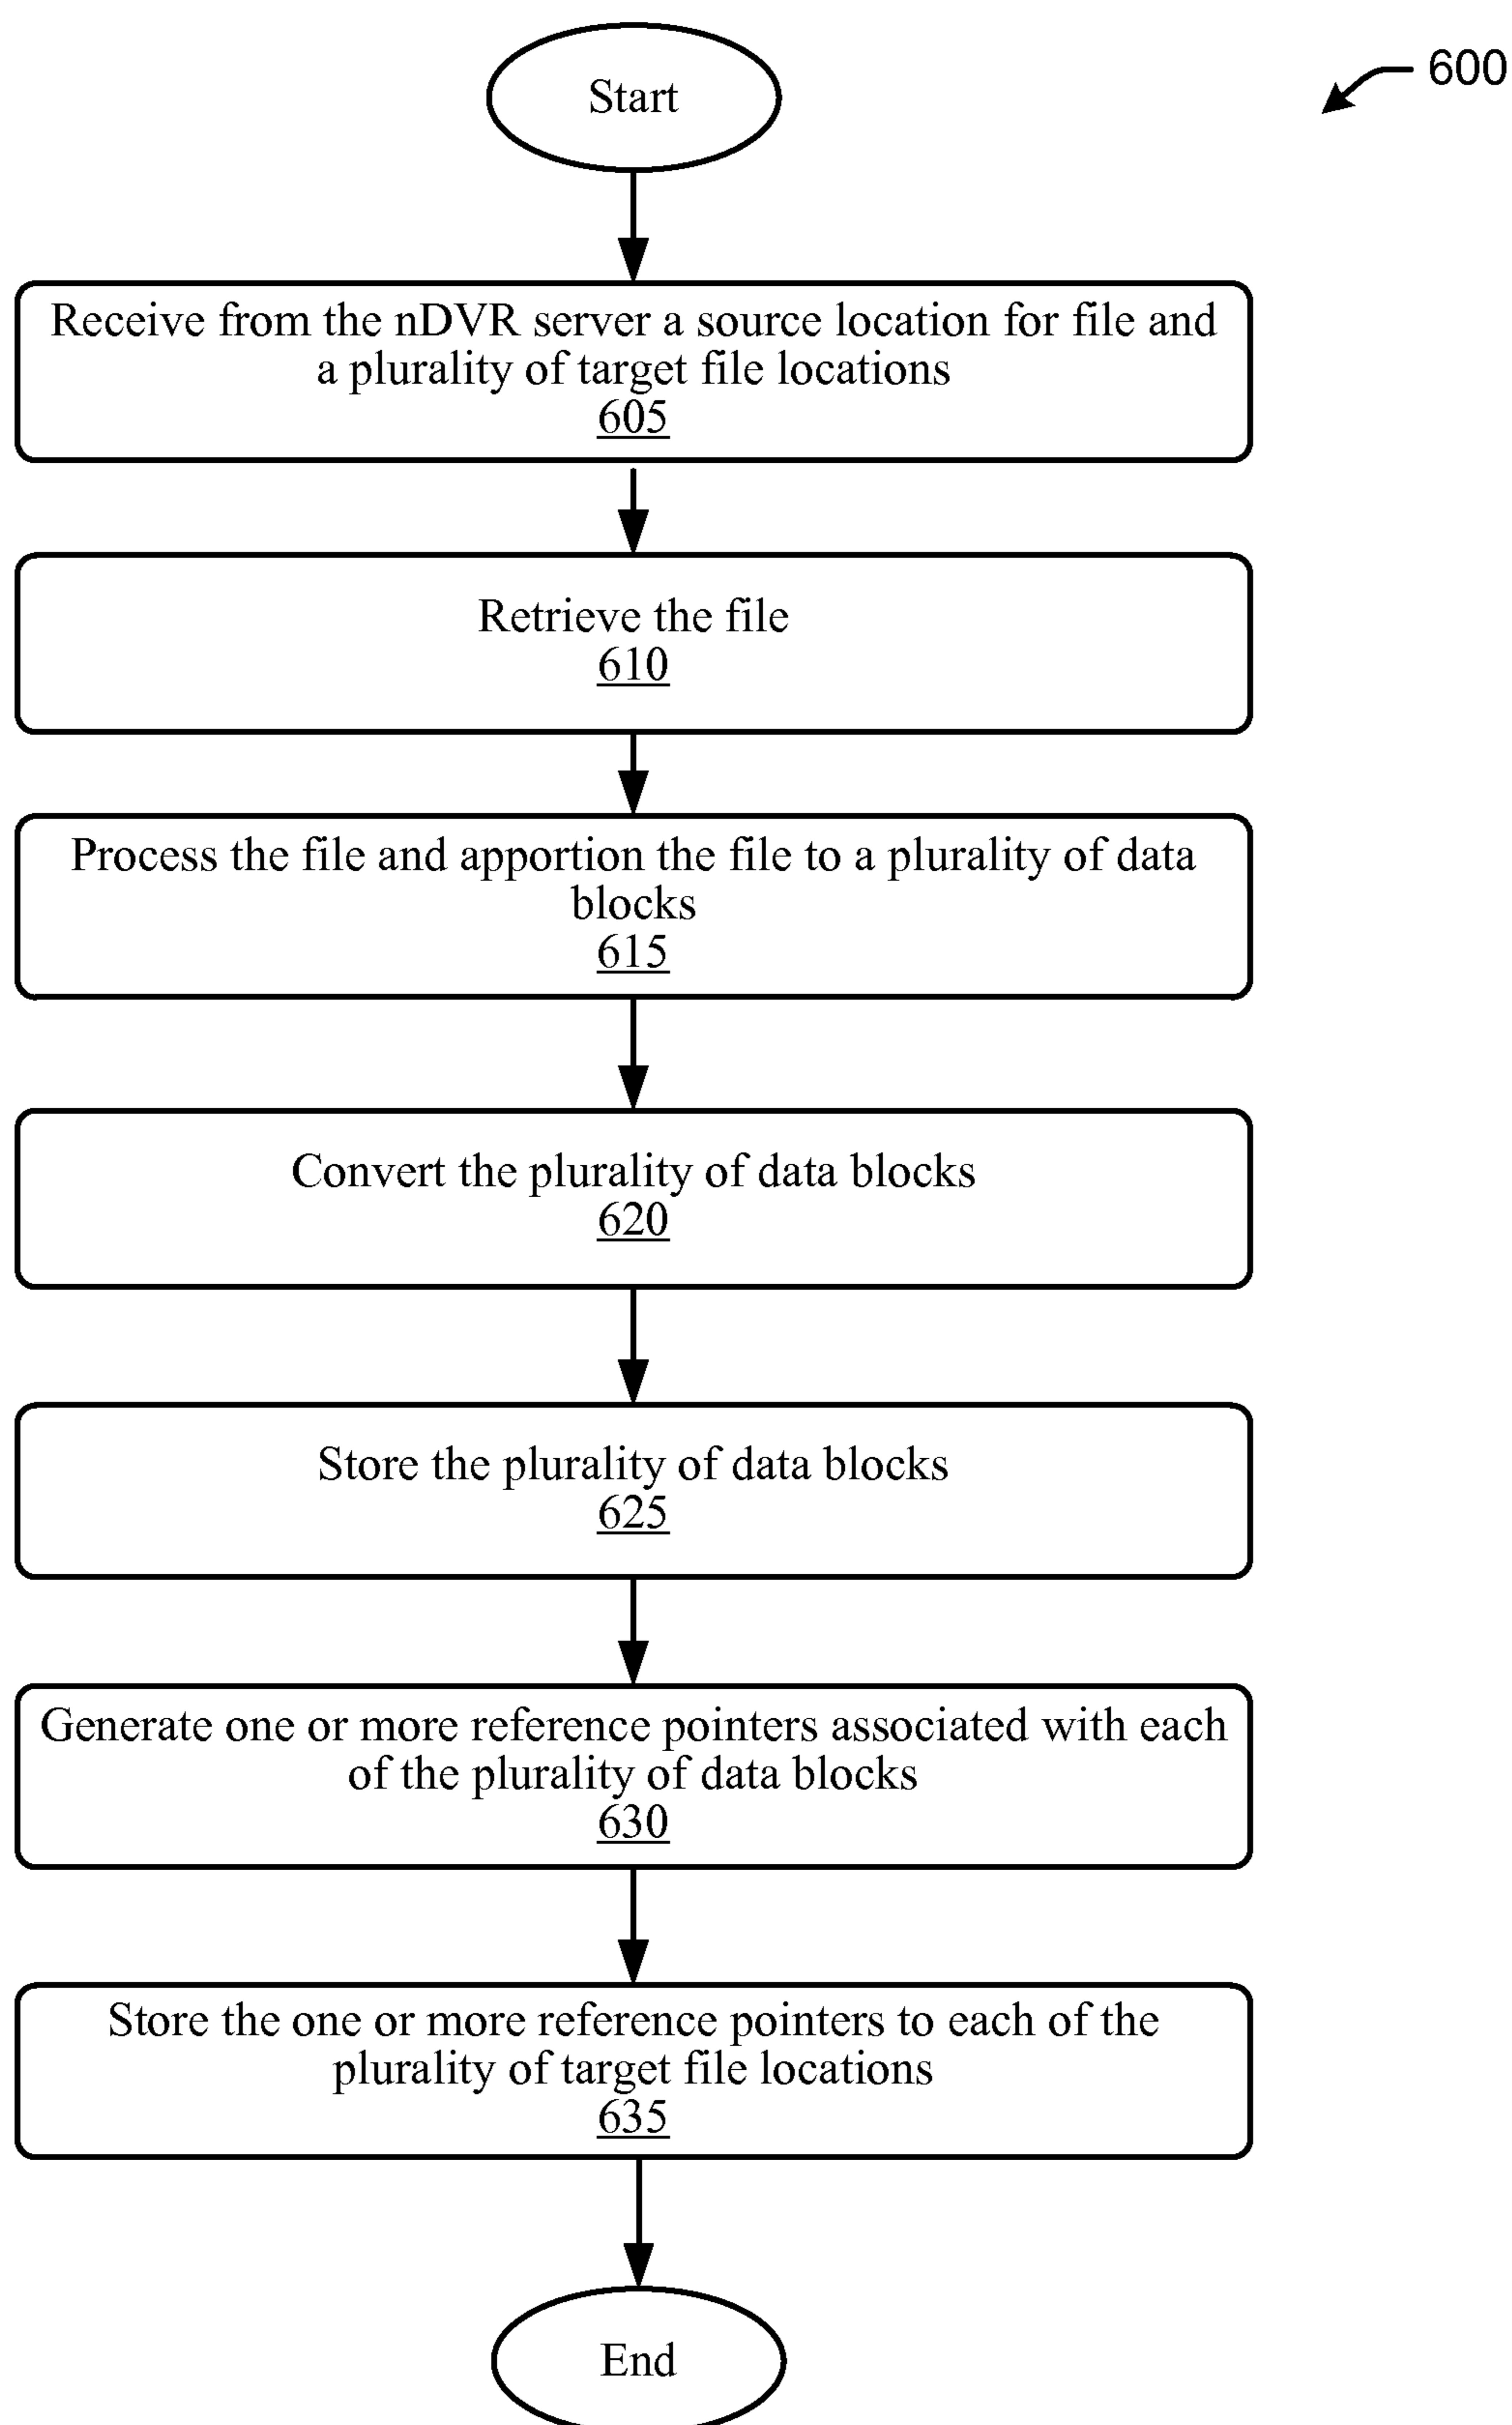 Start
600
Receive from the nDVR server a source location for file and
a plurality of target file locations
605
Retrieve the file
610
Process the file and apportion the file to a plurality of data
blocks
615
Convert the plurality of data blocks
620
Store the plurality of data blocks
625
Generate one or more reference pointers associated with each
of the plurality of data blocks
630
Store the one or more reference pointers to each of the
plurality of target file locations
635
End